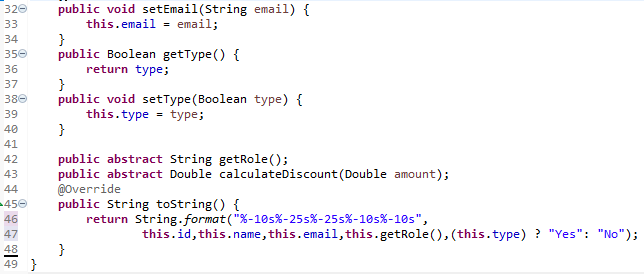 32 public void setEmail(String email) {
33 this.email = email;
34 }
35 public Boolean getType() {
36 return type;
37 }
38 public void setType(Boolean type) {
39 this.type = type;
40 }
41
42 public abstract String getRole();
43 public abstract Double calculateDiscount(Double amount);
44 @Override
45 public String toString() {
46 return String.format("%-10s%-25s%-25s%-10s%-10s",
47 this.id,this.name,this.email,this.getRole(),(this.type) ? "Yes": "No");
48 }
49 }